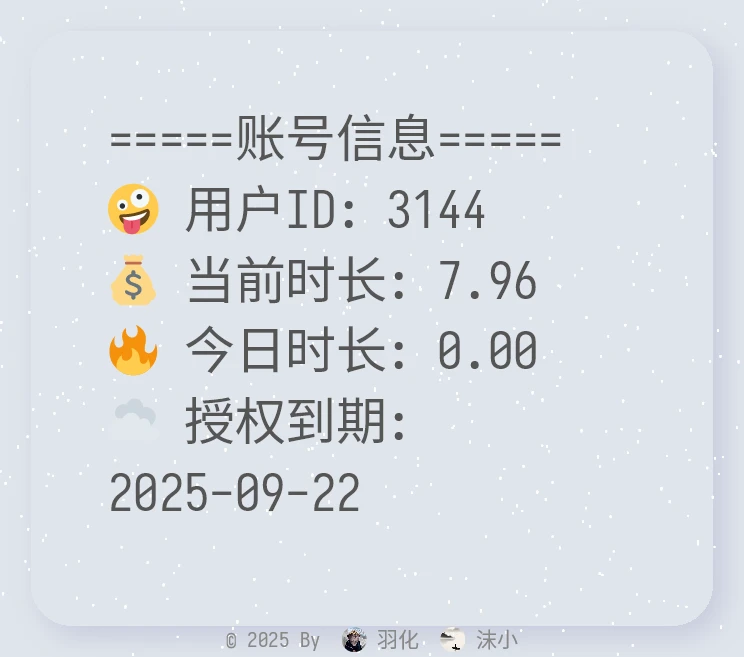 =====账号信息=====
🤪 用户ID: 3144
💰 当前时长: 7.96
🔥 今日时长: 0.00
☁️ 授权到期:
2025-09-22
© 2025 By 羽化 沫小